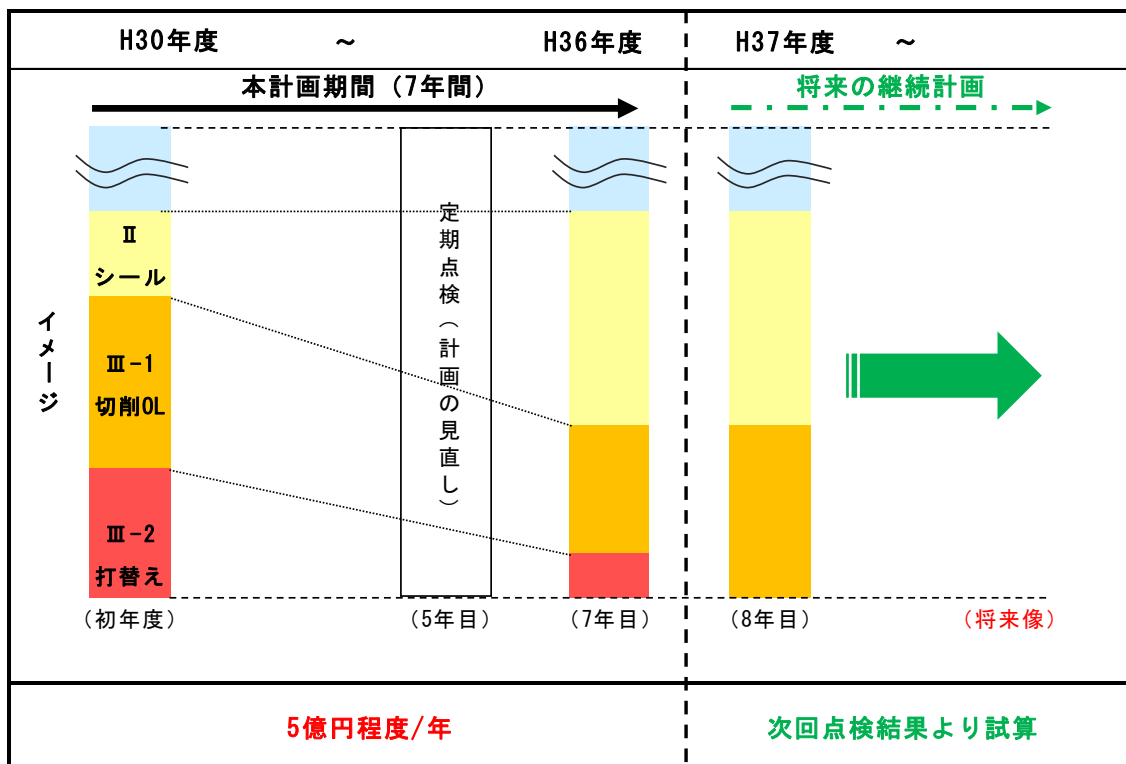 H30年度 ～ H36年度 H37年度 ～
本計画期間（7年間） 将来の継続計画
イメージ
Ⅱ
シール
Ⅲ-1
切削OL
Ⅲ-2
打替え
定期点検（計画の見直し）
（初年度） （5年目） （7年目） （8年目） （将来像）
5億円程度/年 次回点検結果より試算